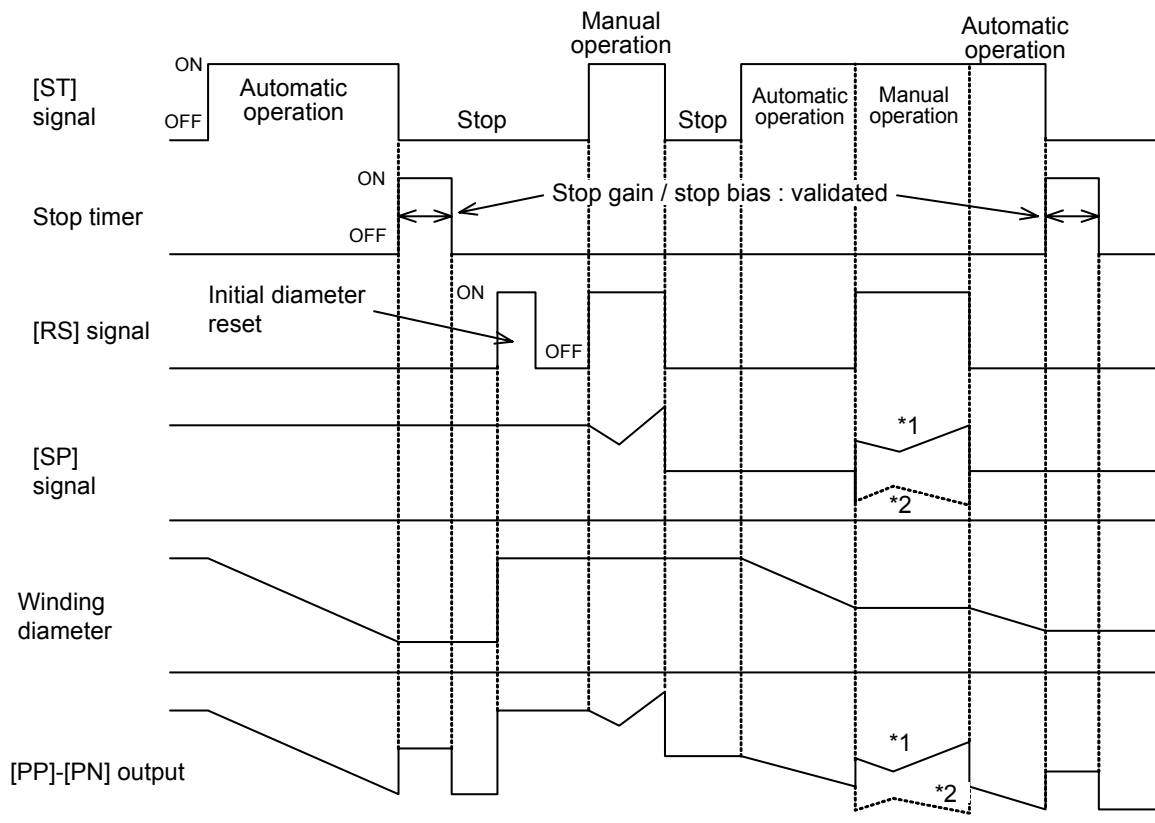 Manual
operation
Automatic
operation
[ST]
signal
ON
OFF
Automatic
operation
Stop
Stop
Automatic
operation
Manual
operation
Stop timer
ON
OFF
Stop gain / stop bias : validated
[RS] signal
Initial diameter
reset
ON
OFF
[SP]
signal
*1
*2
Winding
diameter
[PP]-[PN] output
*1
*2